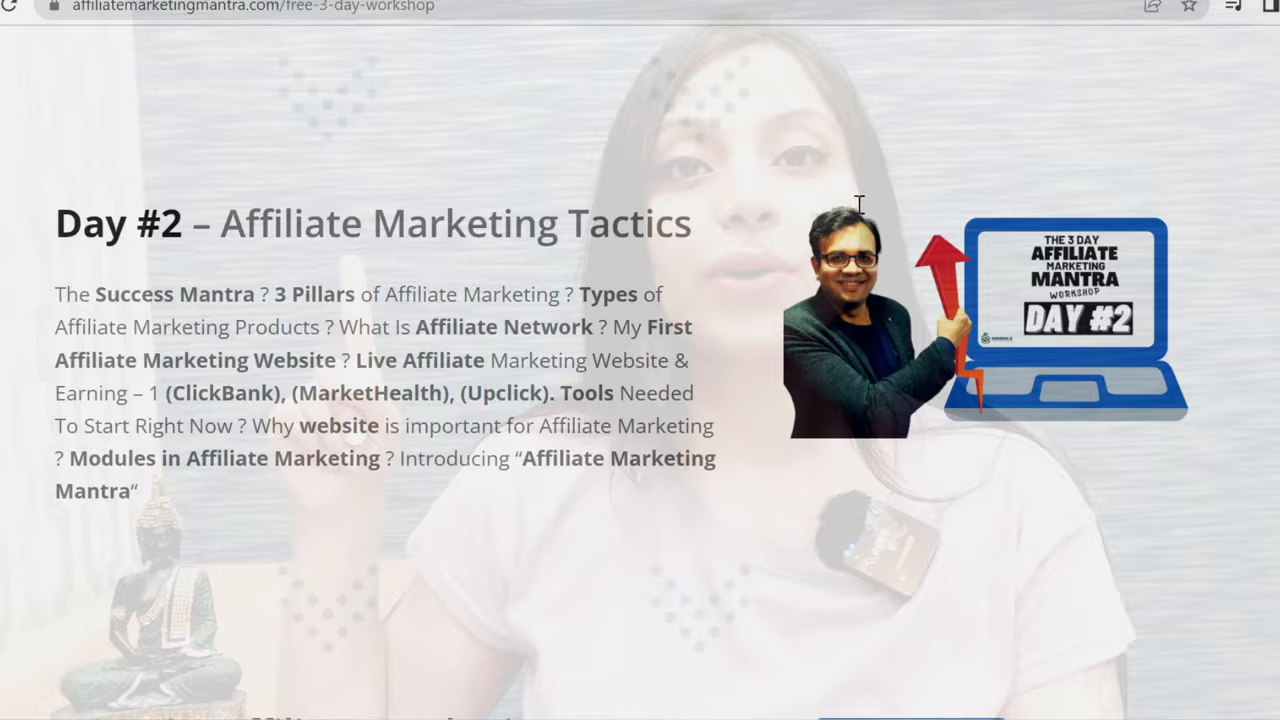 affiliatemarketingmantra.com/free-3-day-workshop
Day #2 – Affiliate Marketing Tactics
The Success Mantra ? 3 Pillars of Affiliate Marketing ? Types of
Affiliate Marketing Products ? What Is Affiliate Network ? My First
Affiliate Marketing Website ? Live Affiliate Marketing Website &
Earning – 1 (ClickBank), (MarketHealth), (Upclick). Tools Needed
To Start Right Now ? Why website is important for Affiliate Marketing
? Modules in Affiliate Marketing ? Introducing “Affiliate Marketing
Mantra“
THE 3 DAY
AFFILIATE
MARKETING
MANTRA
WORKSHOP
DAY #2